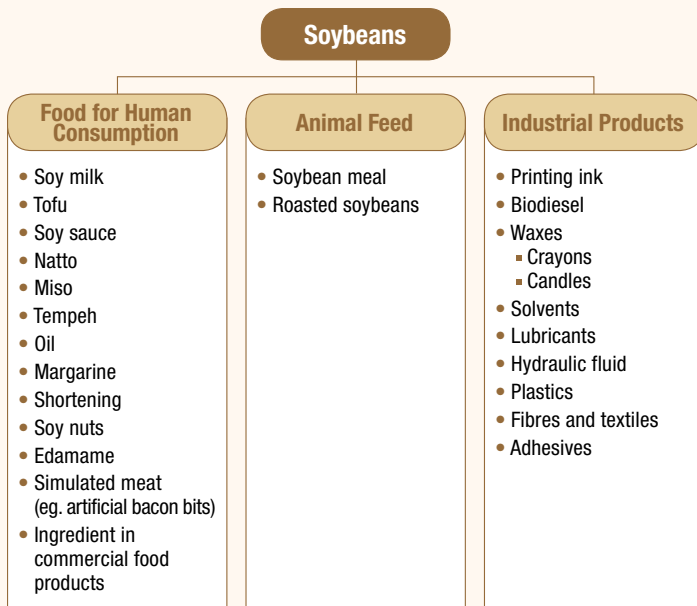 Soybeans
Food for Human
Consumption
• Soy milk
• Tofu
• Soy sauce
• Natto
• Miso
• Tempeh
• Oil
• Margarine
• Shortening
• Soy nuts
• Edamame
• Simulated meat
(eg. artificial bacon bits)
• Ingredient in
commercial food
products
Animal Feed
• Soybean meal
• Roasted soybeans
Industrial Products
• Printing ink
• Biodiesel
• Waxes
▪ Crayons
▪ Candles
• Solvents
• Lubricants
• Hydraulic fluid
• Plastics
• Fibres and textiles
• Adhesives